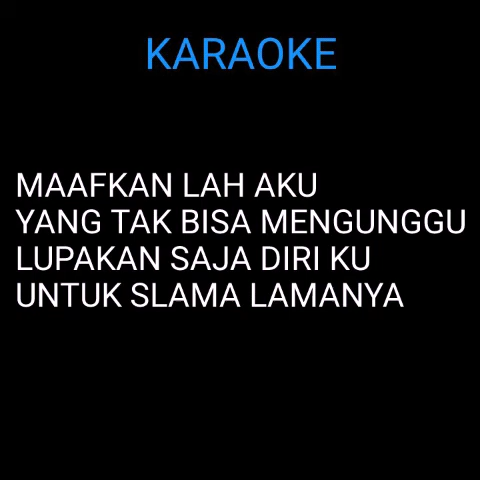 KARAOKE
MAAFKAN LAH AKU
YANG TAK BISA MENGUNGGU
LUPAKAN SAJA DIRI KU
UNTUK SLAMA LAMANYA